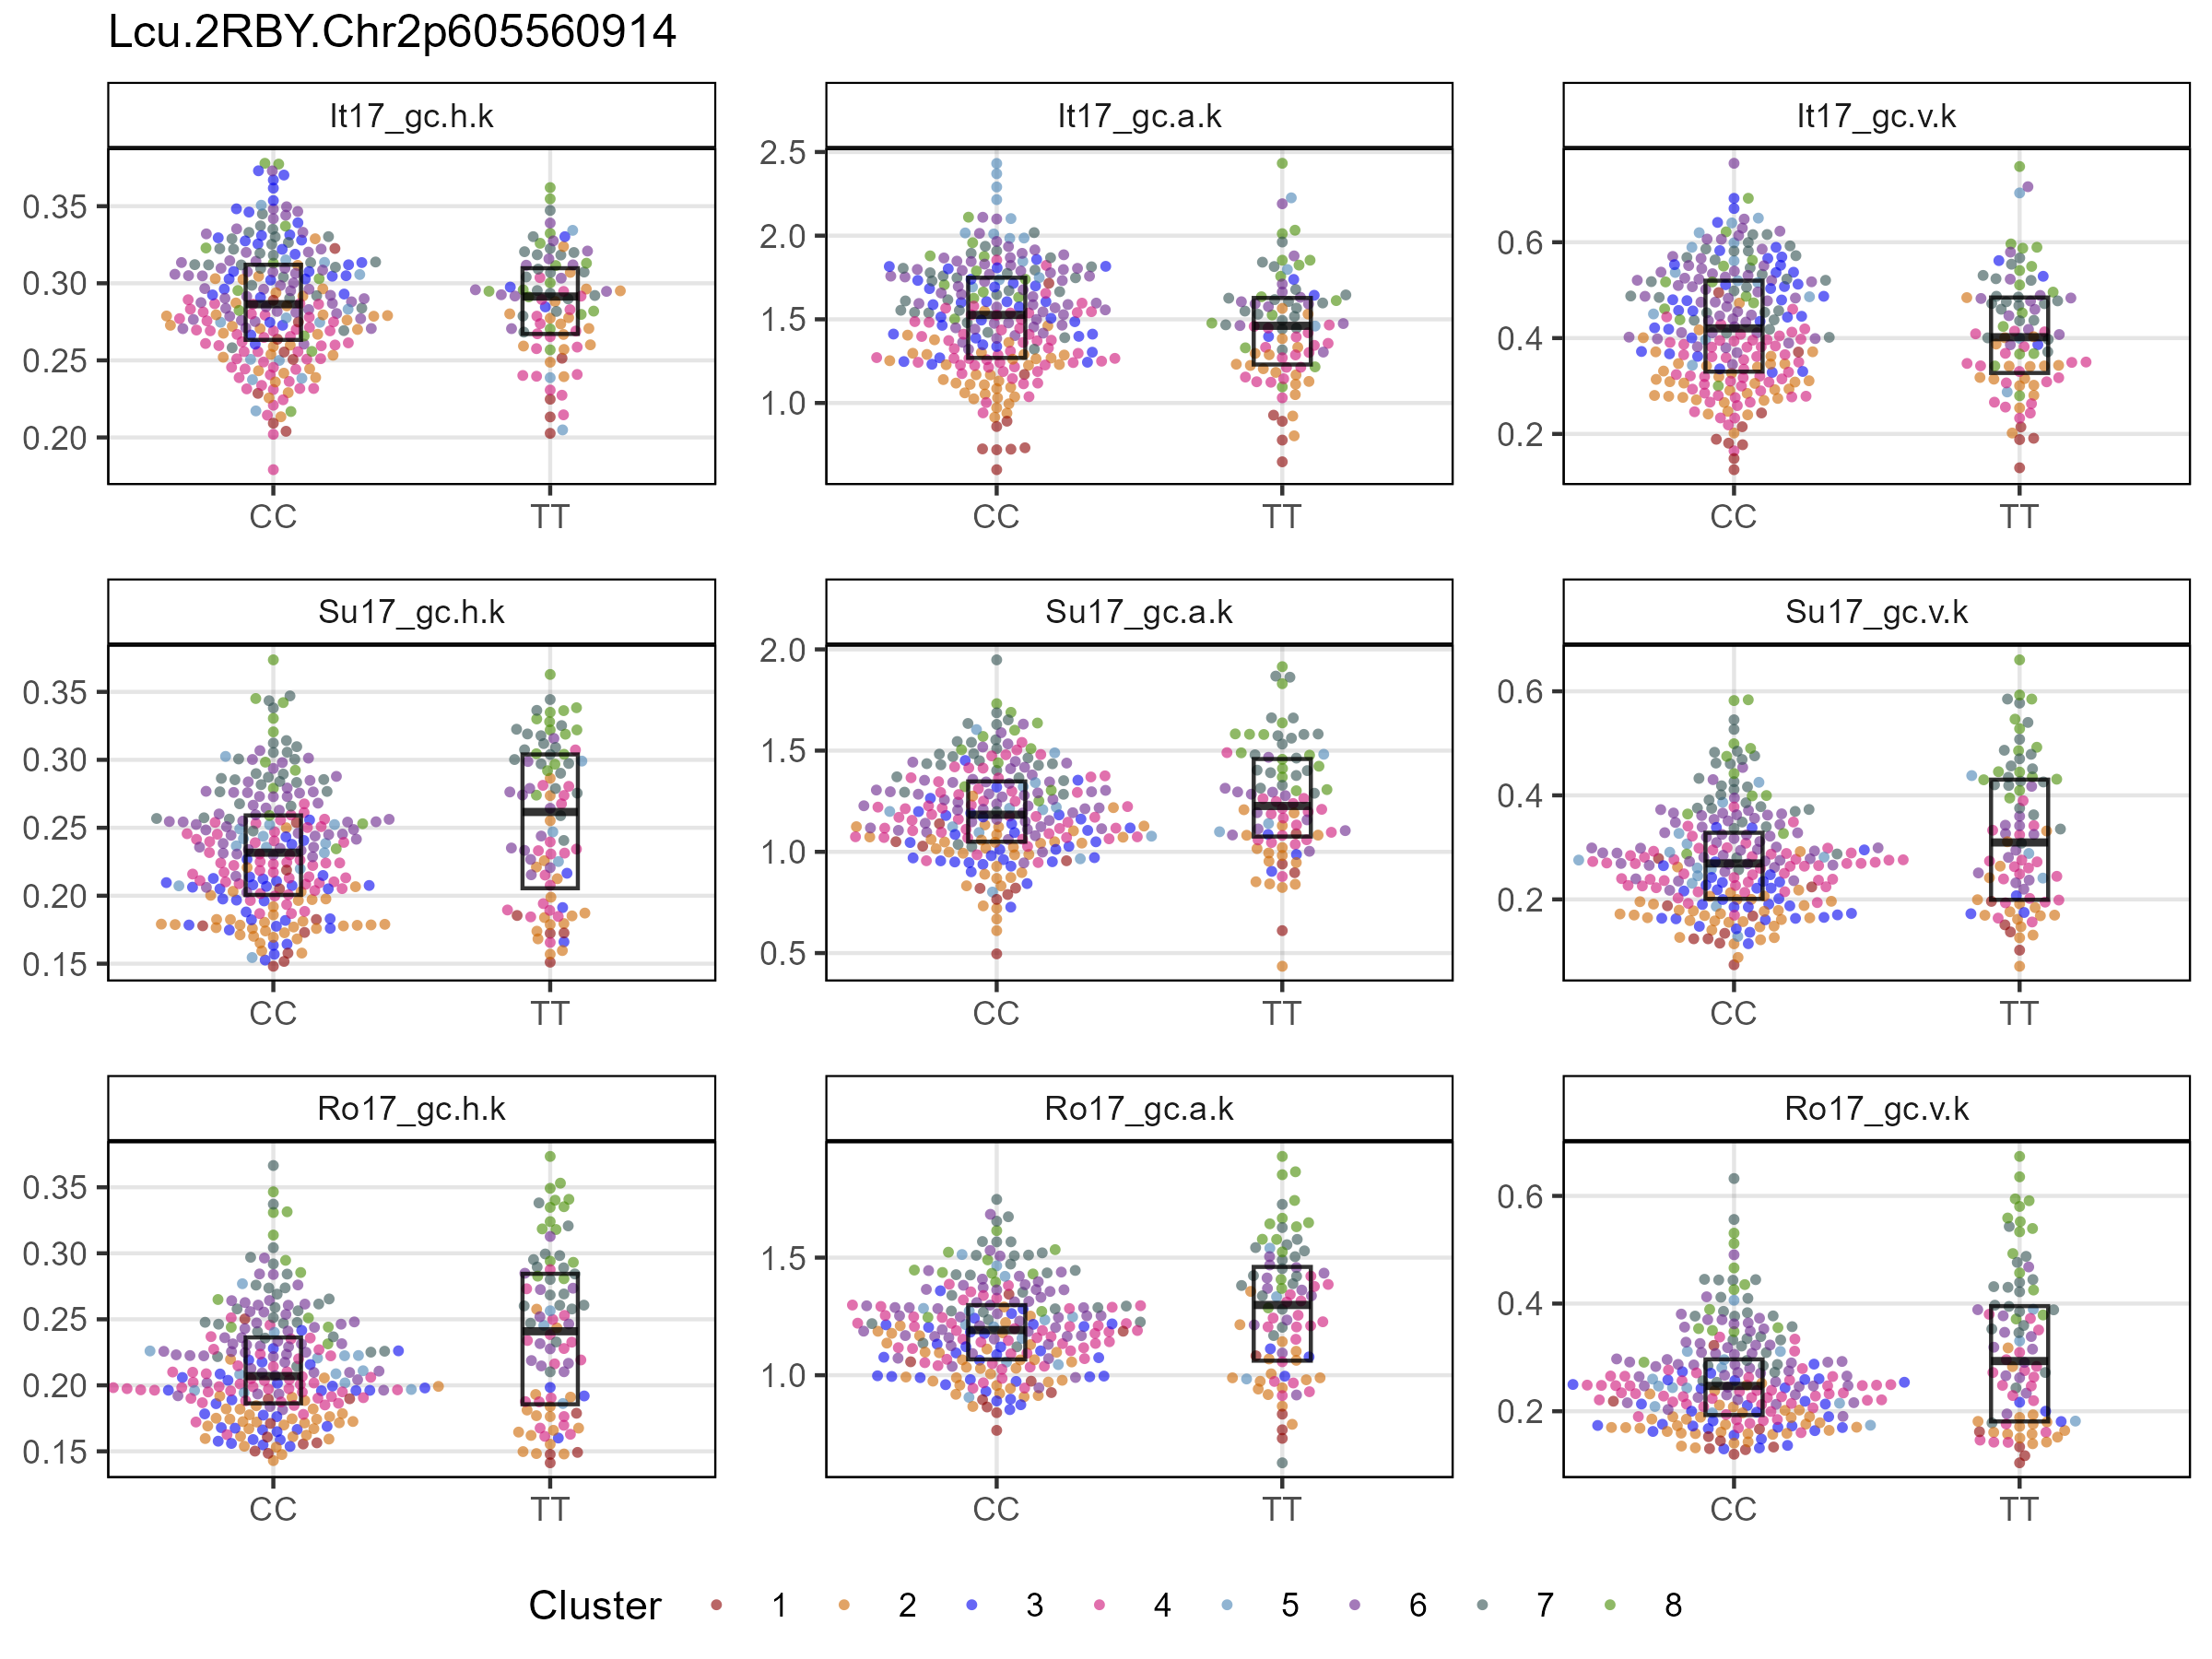 Lcu.2RBY.Chr2p605560914
It17_gc.h.k
It17_gc.a.k
It17_gc.v.k
0.35
0.30
0.25
0.20
2.5
2.0
1.5
1.0
0.6
0.4
0.2
CC
TT
CC
TT
CC
TT
Su17_gc.h.k
Su17_gc.a.k
Su17_gc.v.k
0.35
0.30
0.25
0.20
0.15
2.0
1.5
1.0
0.5
0.6
0.4
0.2
CC
TT
CC
TT
CC
TT
Ro17_gc.h.k
Ro17_gc.a.k
Ro17_gc.v.k
0.35
0.30
0.25
0.20
0.15
1.5
1.0
0.6
0.4
0.2
CC
TT
CC
TT
CC
TT
Cluster 1 2 3 4 5 6 7 8